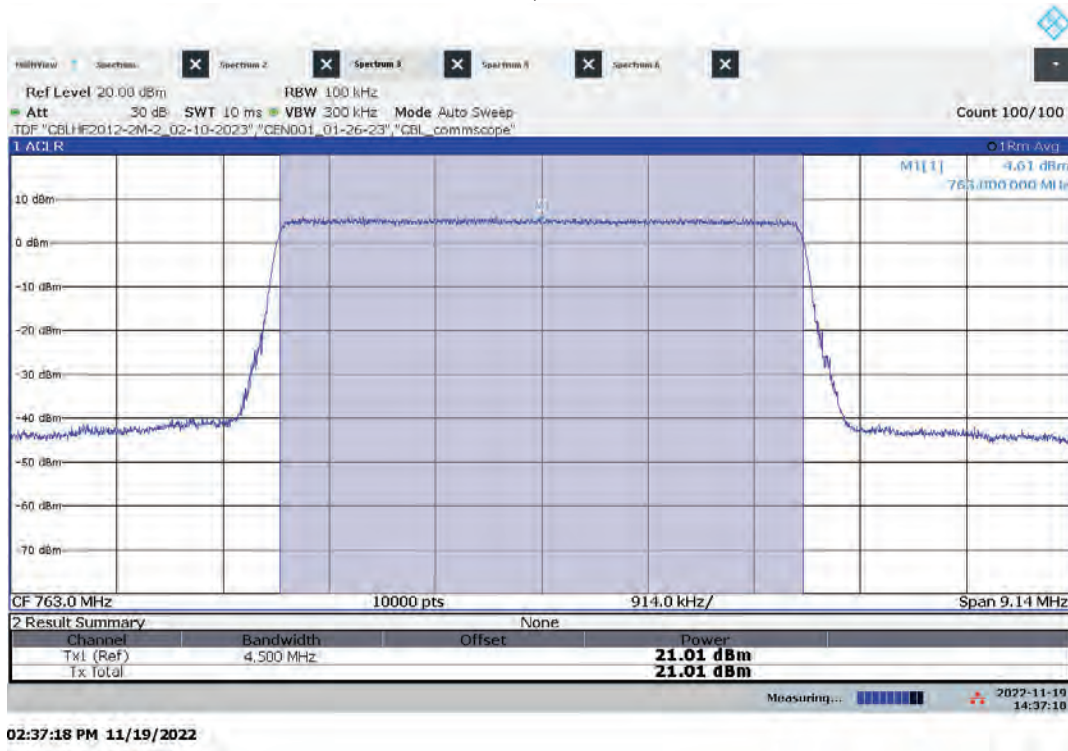 MultiView Spectrum Spectrum 2 Spectrum 3 Spectrum 5 Spectrum 6
Ref Level 20.00 dBm RBW 100 kHz
Att 30 dB SWT 10 ms VBW 300 kHz Mode Auto Sweep Count 100/100
TDF "CBLHF2012-2M-2_02-10-2023","CEN001_01-26-23","CBL_commscope"
1 ACLR 1Rm Avg
M1[1] 4.61 dBm
763.000 000 MHz
M1
10 dBm
0 dBm
-10 dBm
-20 dBm
-30 dBm
-40 dBm
-50 dBm
-60 dBm
-70 dBm
CF 763.0 MHz 10000 pts 914.0 kHz/ Span 9.14 MHz
2 Result Summary None
Channel Bandwidth Offset Power
Tx1 (Ref) 4.500 MHz 21.01 dBm
Tx Total 21.01 dBm
Measuring... 2022-11-19
14:37:18
02:37:18 PM 11/19/2022